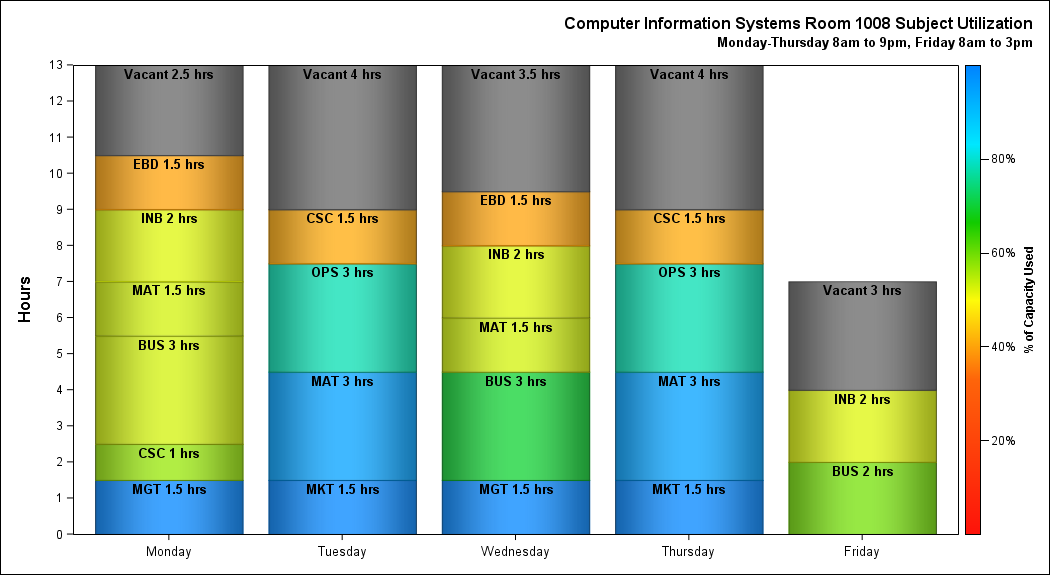 Computer Information Systems Room 1008 Subject Utilization
Monday-Thursday 8am to 9pm, Friday 8am to 3pm
Hours
13
12
11
10
9
8
7
6
5
4
3
2
1
0
Vacant 2.5 hrs
EBD 1.5 hrs
INB 2 hrs
MAT 1.5 hrs
BUS 3 hrs
CSC 1 hrs
MGT 1.5 hrs
Monday
Vacant 4 hrs
CSC 1.5 hrs
OPS 3 hrs
MAT 3 hrs
MKT 1.5 hrs
Tuesday
Vacant 3.5 hrs
EBD 1.5 hrs
INB 2 hrs
MAT 1.5 hrs
BUS 3 hrs
MGT 1.5 hrs
Wednesday
Vacant 4 hrs
CSC 1.5 hrs
OPS 3 hrs
MAT 3 hrs
MKT 1.5 hrs
Thursday
Vacant 3 hrs
INB 2 hrs
BUS 2 hrs
Friday
80%
60%
40%
20%
% of Capacity Used